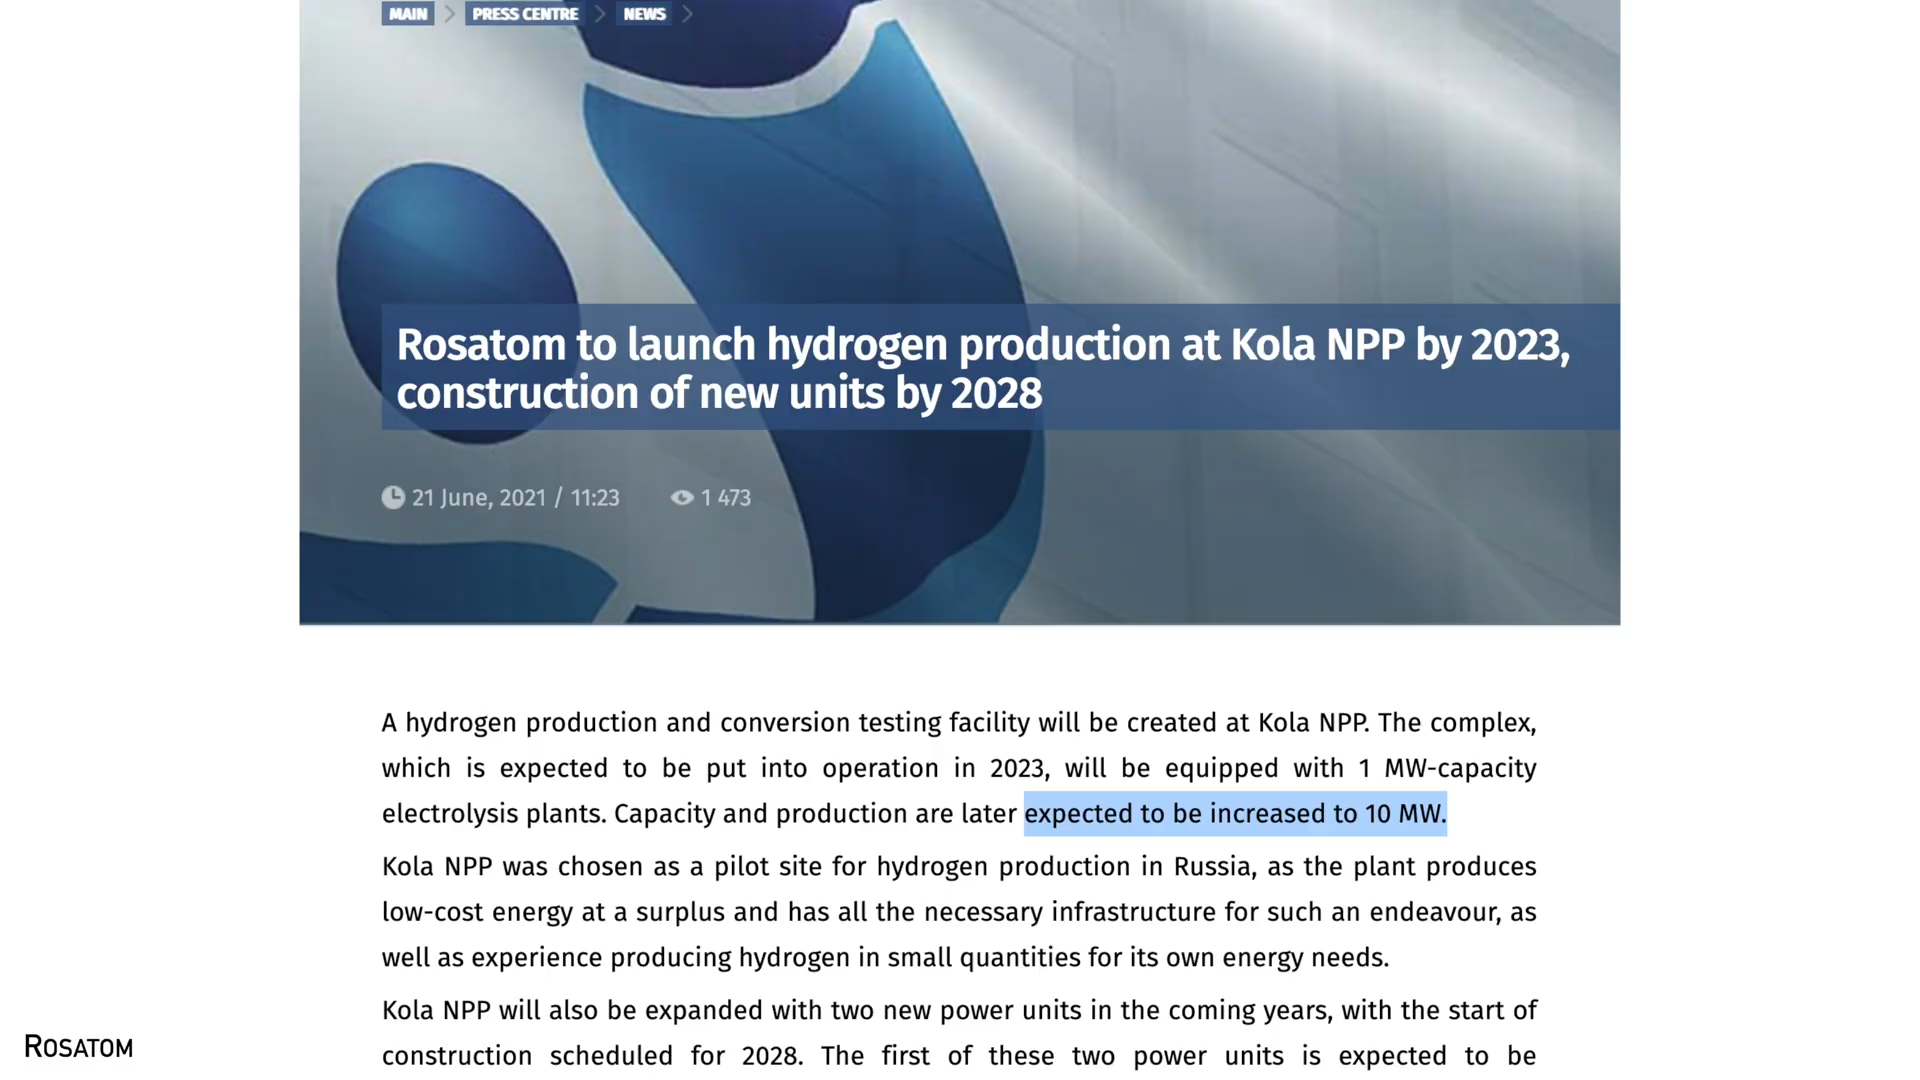 MAIN PRESS CENTRE NEWS
Rosatom to launch hydrogen production at Kola NPP by 2023,
construction of new units by 2028
21 June, 2021 / 11:23 1 473
A hydrogen production and conversion testing facility will be created at Kola NPP. The complex,
which is expected to be put into operation in 2023, will be equipped with 1 MW-capacity
electrolysis plants. Capacity and production are later expected to be increased to 10 MW.
Kola NPP was chosen as a pilot site for hydrogen production in Russia, as the plant produces
low-cost energy at a surplus and has all the necessary infrastructure for such an endeavour, as
well as experience producing hydrogen in small quantities for its own energy needs.
Kola NPP will also be expanded with two new power units in the coming years, with the start of
construction scheduled for 2028. The first of these two power units is expected to be
ROSATOM